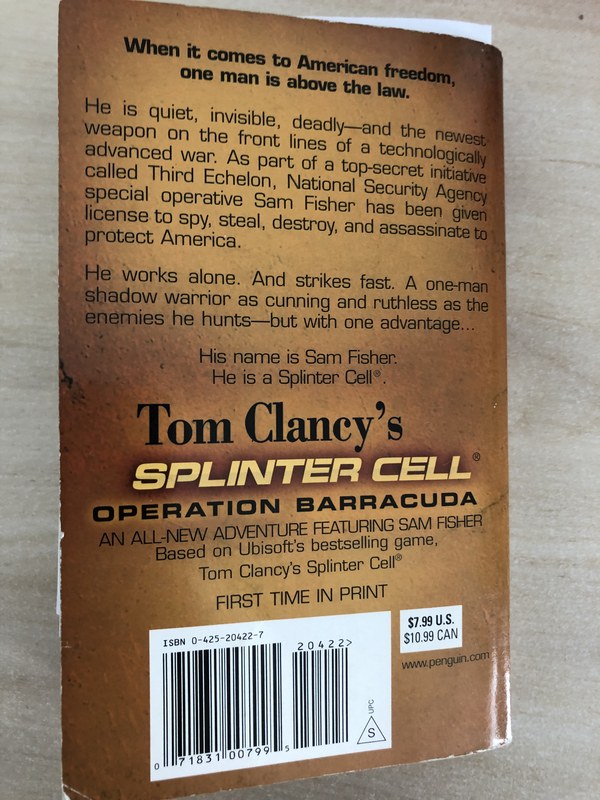 When it comes to American freedom,
one man is above the law.
He is quiet, invisible, deadly—and the newest
weapon on the front lines of a technologically
advanced war. As part of a top-secret initiative
called Third Echelon, National Security Agency
special operative Sam Fisher has been given
license to spy, steal, destroy, and assassinate to
protect America.
He works alone. And strikes fast. A one-man
shadow warrior as cunning and ruthless as the
enemies he hunts—but with one advantage...
His name is Sam Fisher.
He is a Splinter Cell®.
Tom Clancy's
SPLINTER CELL®
OPERATION BARRACUDA
AN ALL-NEW ADVENTURE FEATURING SAM FISHER
Based on Ubisoft's bestselling game,
Tom Clancy's Splinter Cell®
FIRST TIME IN PRINT
ISBN 0-425-20422-7
20422>
0 71831 00799 5
UPC
S
$7.99 U.S.
$10.99 CAN
www.penguin.com